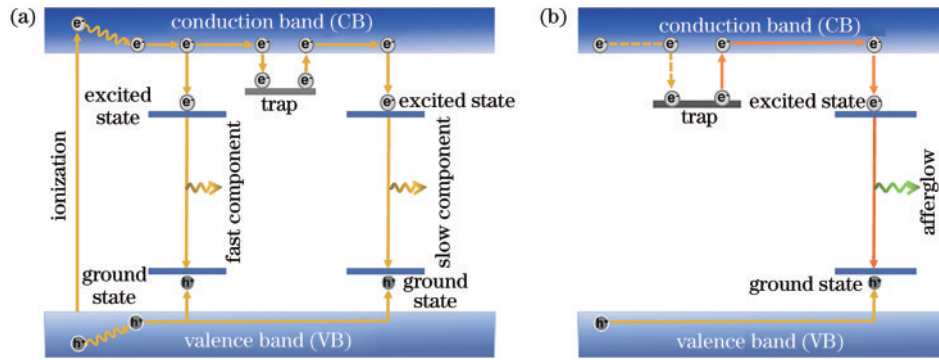 (a)
conduction band (CB)
e⁻
e⁻
e⁻
e⁻
e⁻
e⁻
e⁻
e⁻
trap
excited
state
e⁻
e⁻
excited state
ionization
fast component
slow component
ground
state
h⁺
h⁺
ground
state
h⁺
h⁺
valence band (VB)
(b)
conduction band (CB)
e⁻
e⁻
e⁻
e⁻
e⁻
e⁻
trap
excited state
e⁻
afferglow
ground state
h⁺
h⁺
valence band (VB)